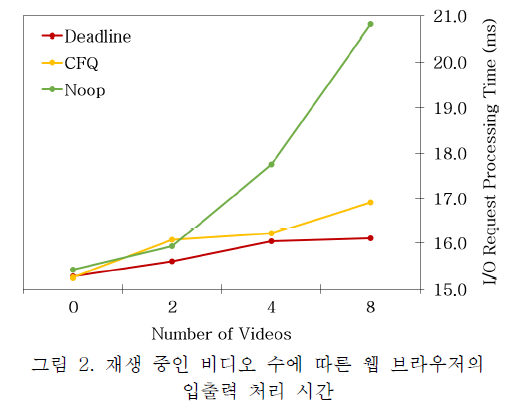 Deadline
CFQ
Noop
21.0
20.0
19.0
18.0
17.0
16.0
15.0
I/O Request Processing Time (ms)
0 2 4 8
Number of Videos
그림 2. 재생 중인 비디오 수에 따른 웹 브라우저의
입출력 처리 시간